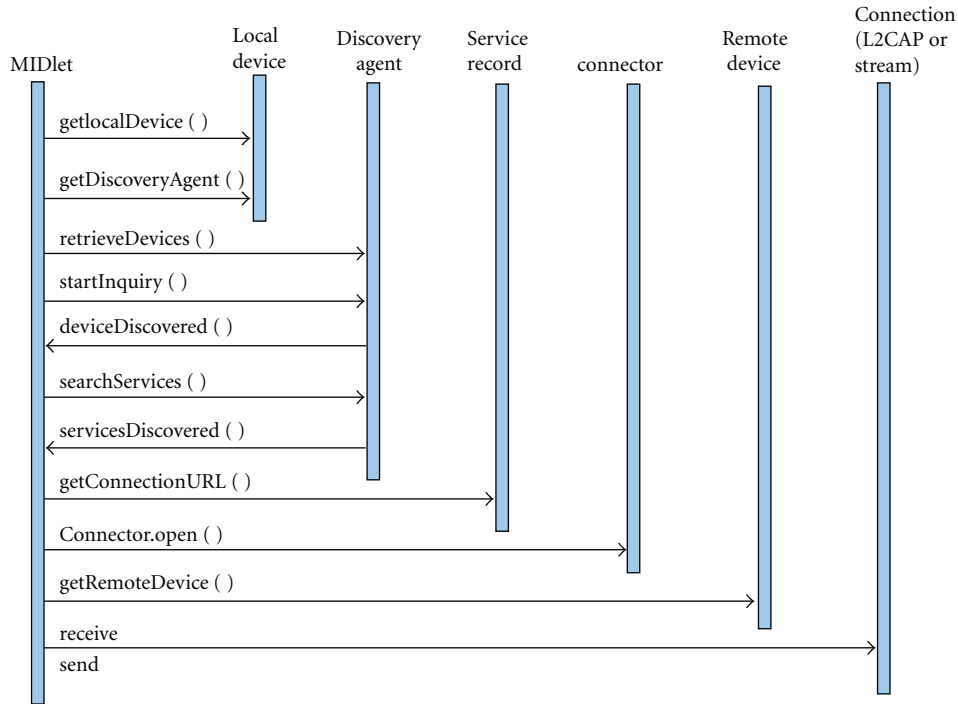 MIDlet
Local
device
Discovery
agent
Service
record
connector
Remote
device
Connection
(L2CAP or
stream)
getlocalDevice ( )
getDiscoveryAgent ( )
retrieveDevices ( )
startInquiry ( )
deviceDiscovered ( )
searchServices ( )
servicesDiscovered ( )
getConnectionURL ( )
Connector.open ( )
getRemoteDevice ( )
receive
send